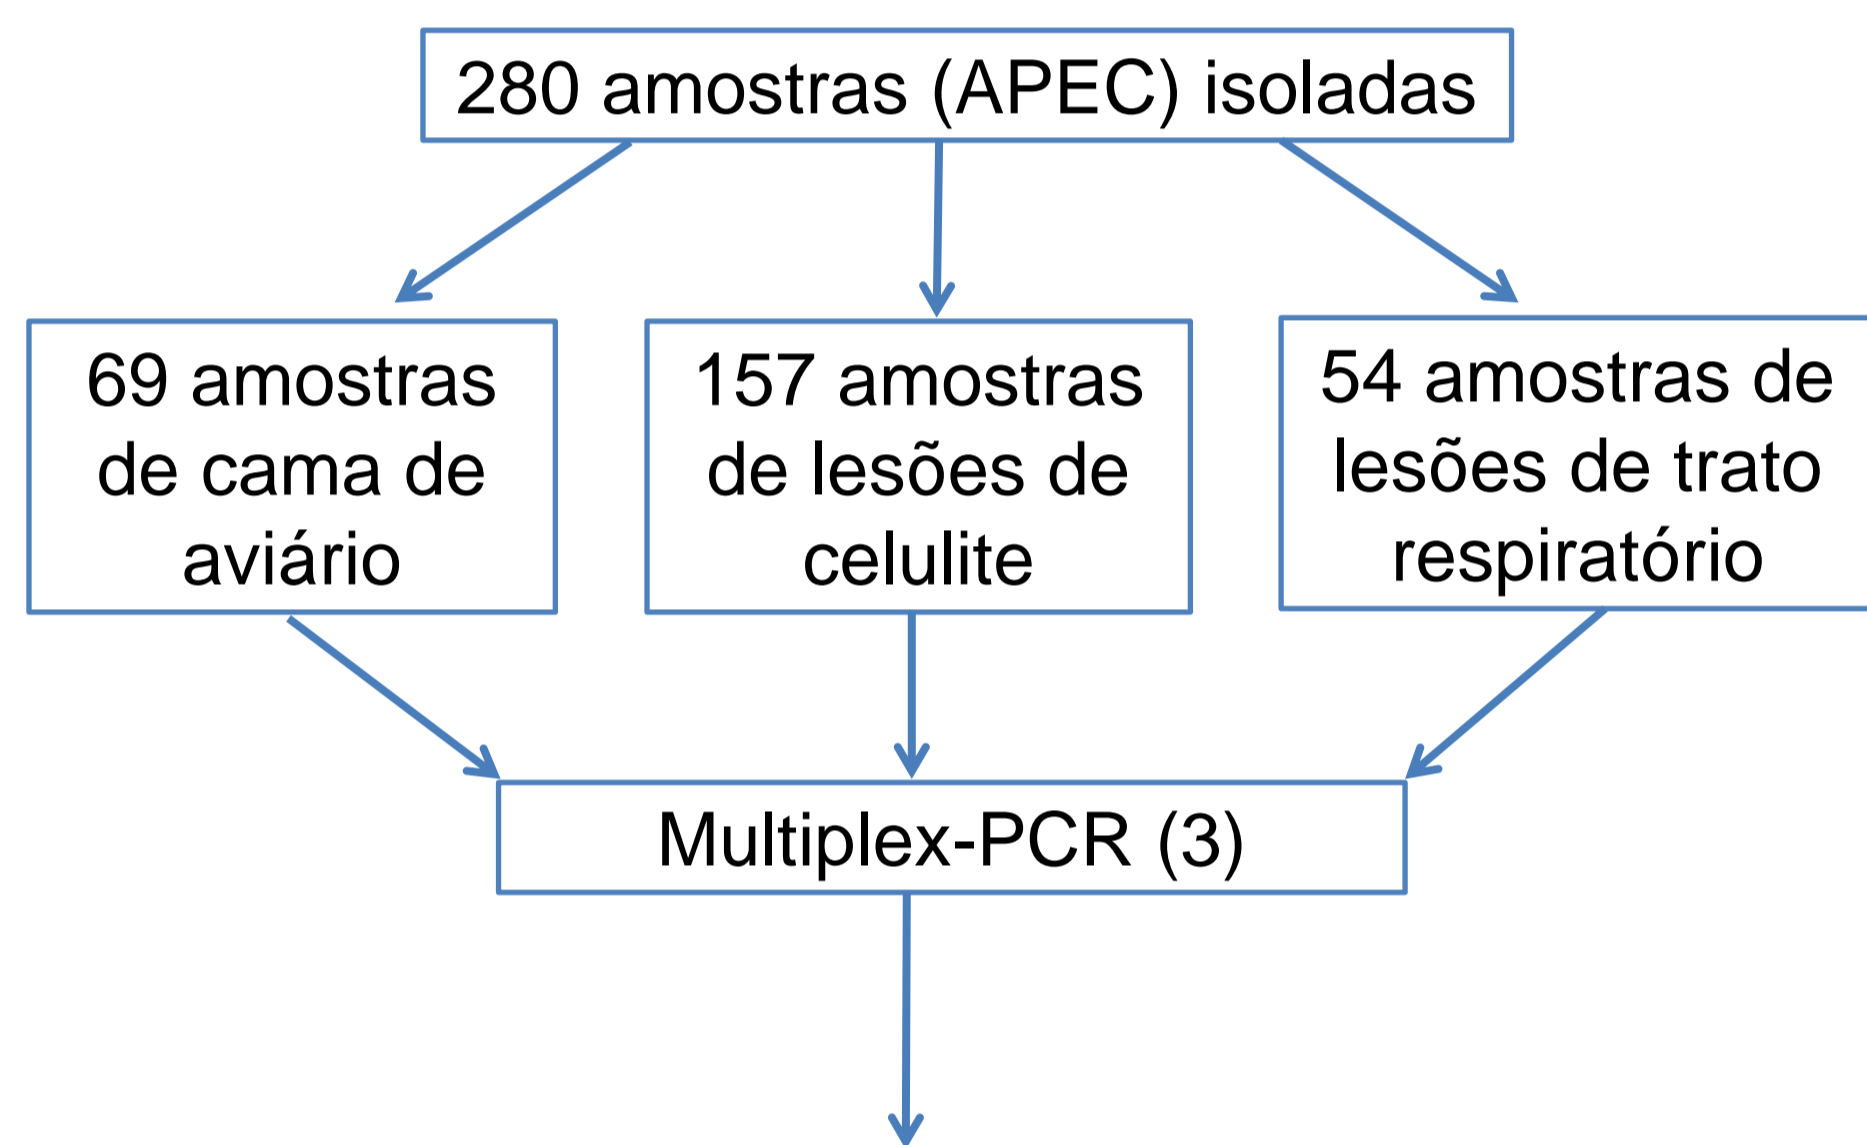 280 amostras (APEC) isoladas
69 amostras
de cama de
aviário
157 amostras
de lesões de
celulite
54 amostras de
lesões de trato
respiratório
Multiplex-PCR (3)